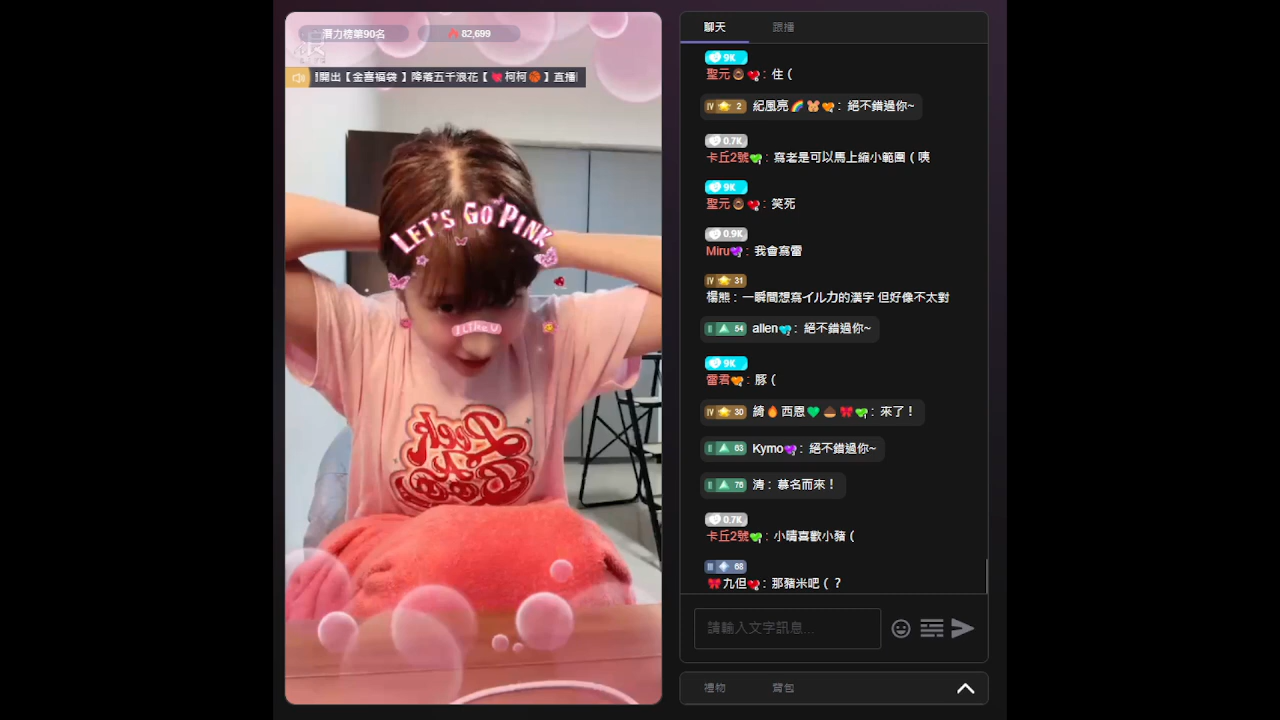 潛力榜第90名
82,699
開出【金喜福袋 】降落五千浪花【💘柯柯🏀】直播
LET'S GO PINK
Peek
A
Boo
聊天
跟播
9K
聖元🍩💘: 住 (
IV ⭐ 2 紀風亮🌈🦋💘: 絕不錯過你~
0.7K
卡丘2號💘: 寫老是可以馬上縮小範圍 ( 咦
9K
聖元🍩💘: 笑死
0.9K
Miru💜: 我會寫雷
IV ⭐ 31
楊熊 : 一瞬間想寫イルカ的漢字 但好像不太對
II 54 allen💘: 絕不錯過你~
9K
雷君💘: 豚 (
IV ⭐ 30 綺🔥西恩💚🌰🎀💘: 來了!
II 63 Kymo💜: 絕不錯過你~
II 76 濤 : 慕名而來!
0.7K
卡丘2號💘: 小晴喜歡小豬 (
III 68
🎀九但💘: 那豬米吧 ( ?
請輸入文字訊息...
禮物
背包